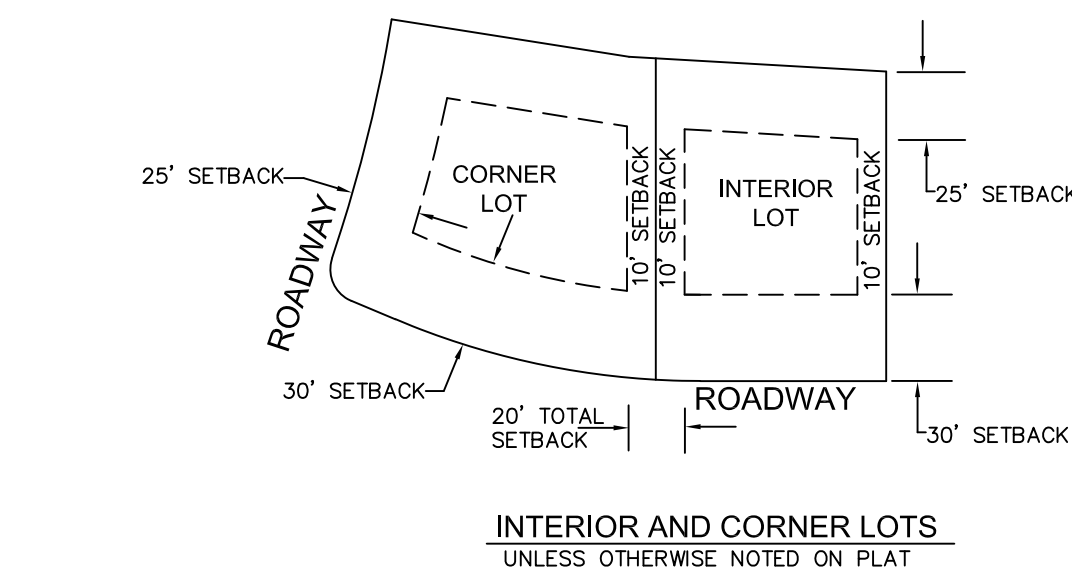 25' SETBACK
ROADWAY
CORNER
LOT
10' SETBACK
10' SETBACK
INTERIOR
LOT
10' SETBACK
25' SETBACK
30' SETBACK
20' TOTAL
SETBACK
ROADWAY
30' SETBACK
INTERIOR AND CORNER LOTS
UNLESS OTHERWISE NOTED ON PLAT